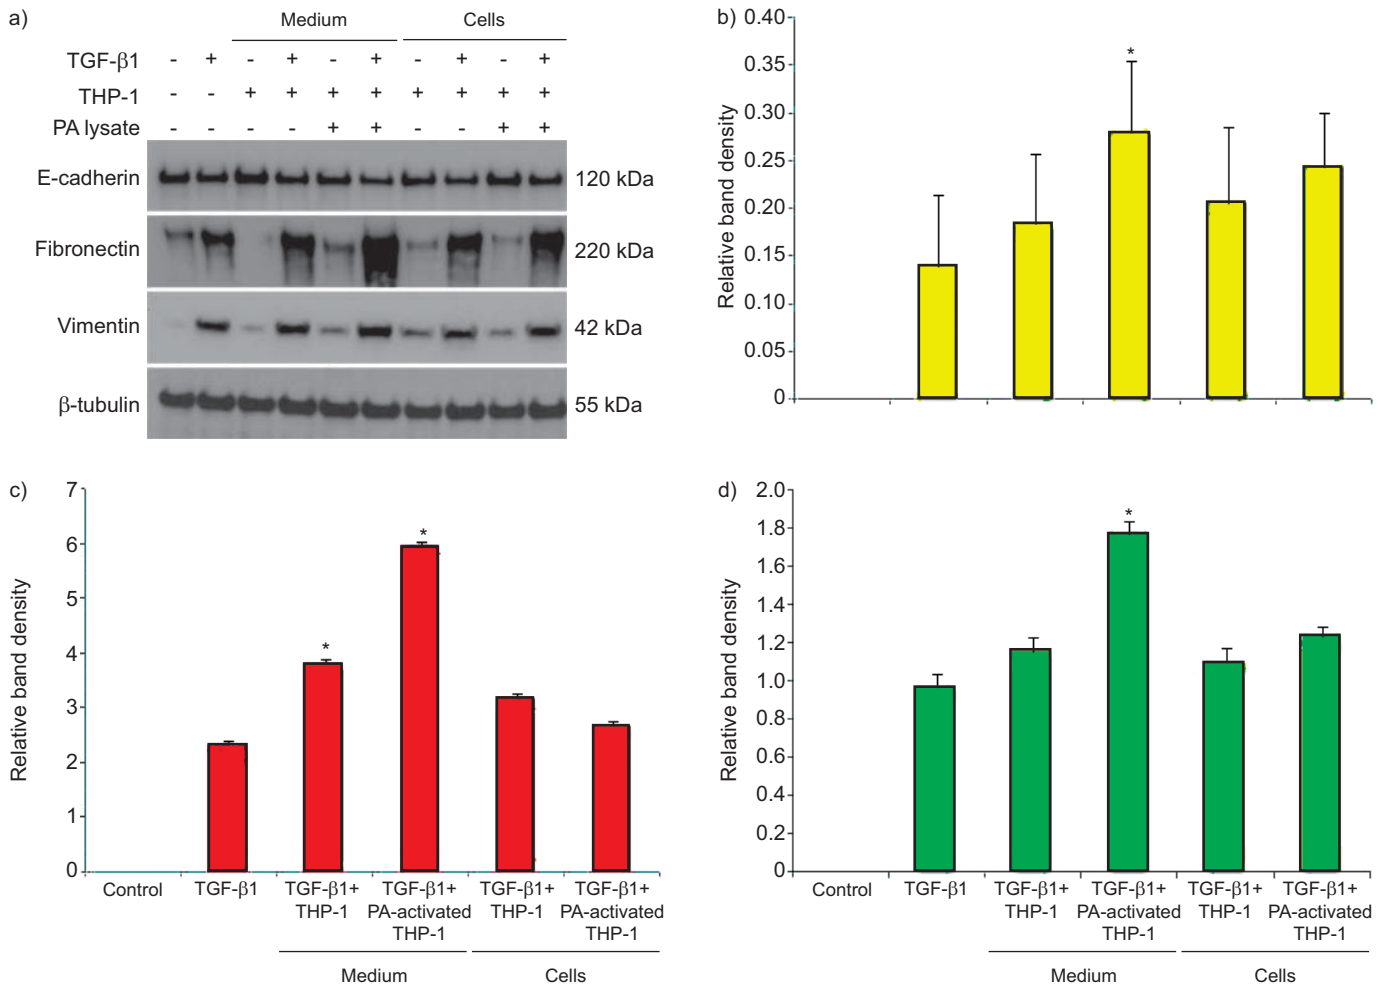 a)
Medium Cells
TGF-β1 - + - + - + - + - +
THP-1 - - + + + + + + + +
PA lysate - - - - + + - - + +
E-cadherin 120 kDa
Fibronectin 220 kDa
Vimentin 42 kDa
β-tubulin 55 kDa
b)
Relative band density
0.40
0.35
0.30
0.25
0.20
0.15
0.10
0.05
0
*
c)
Relative band density
7
6
5
4
3
2
1
0
* *
Control TGF-β1 TGF-β1+ TGF-β1+ TGF-β1+ TGF-β1+
THP-1 PA-activated THP-1 PA-activated
THP-1 THP-1
Medium Cells
d)
Relative band density
2.0
1.8
1.6
1.4
1.2
1.0
0.8
0.6
0.4
0.2
0
*
Control TGF-β1 TGF-β1+ TGF-β1+ TGF-β1+ TGF-β1+
THP-1 PA-activated THP-1 PA-activated
THP-1 THP-1
Medium Cells